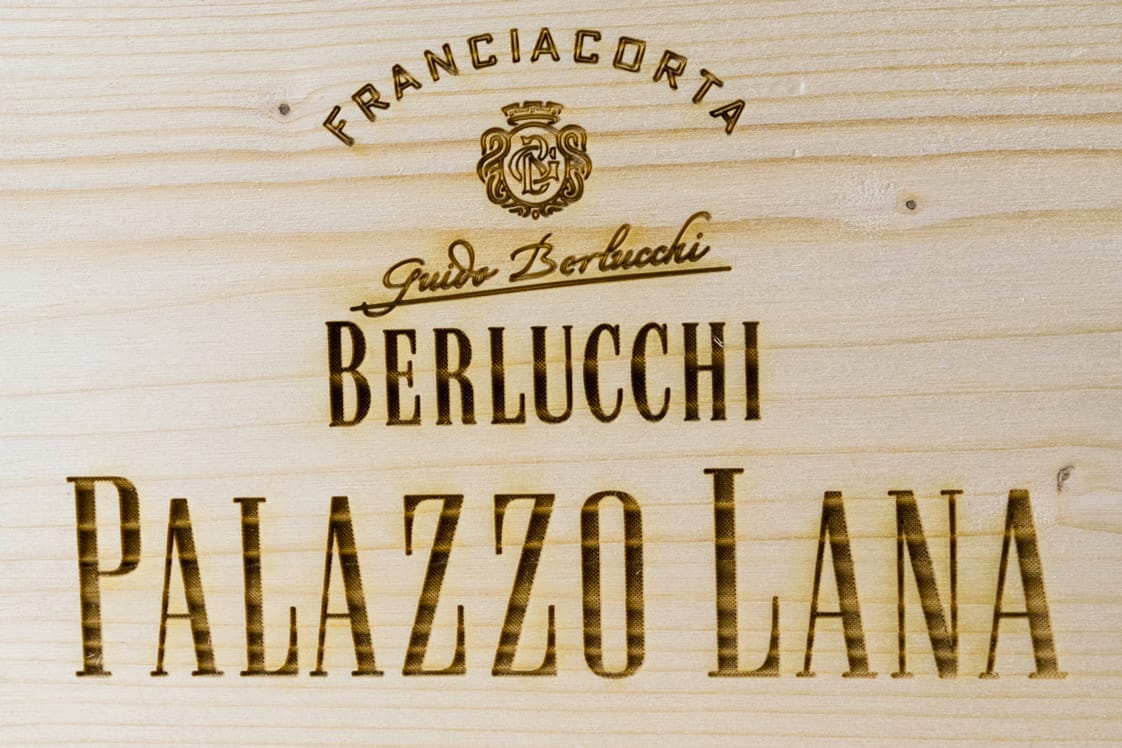 FRANCIACORTA
Guido Berlucchi
BERLUCCHI
PALAZZO LANA